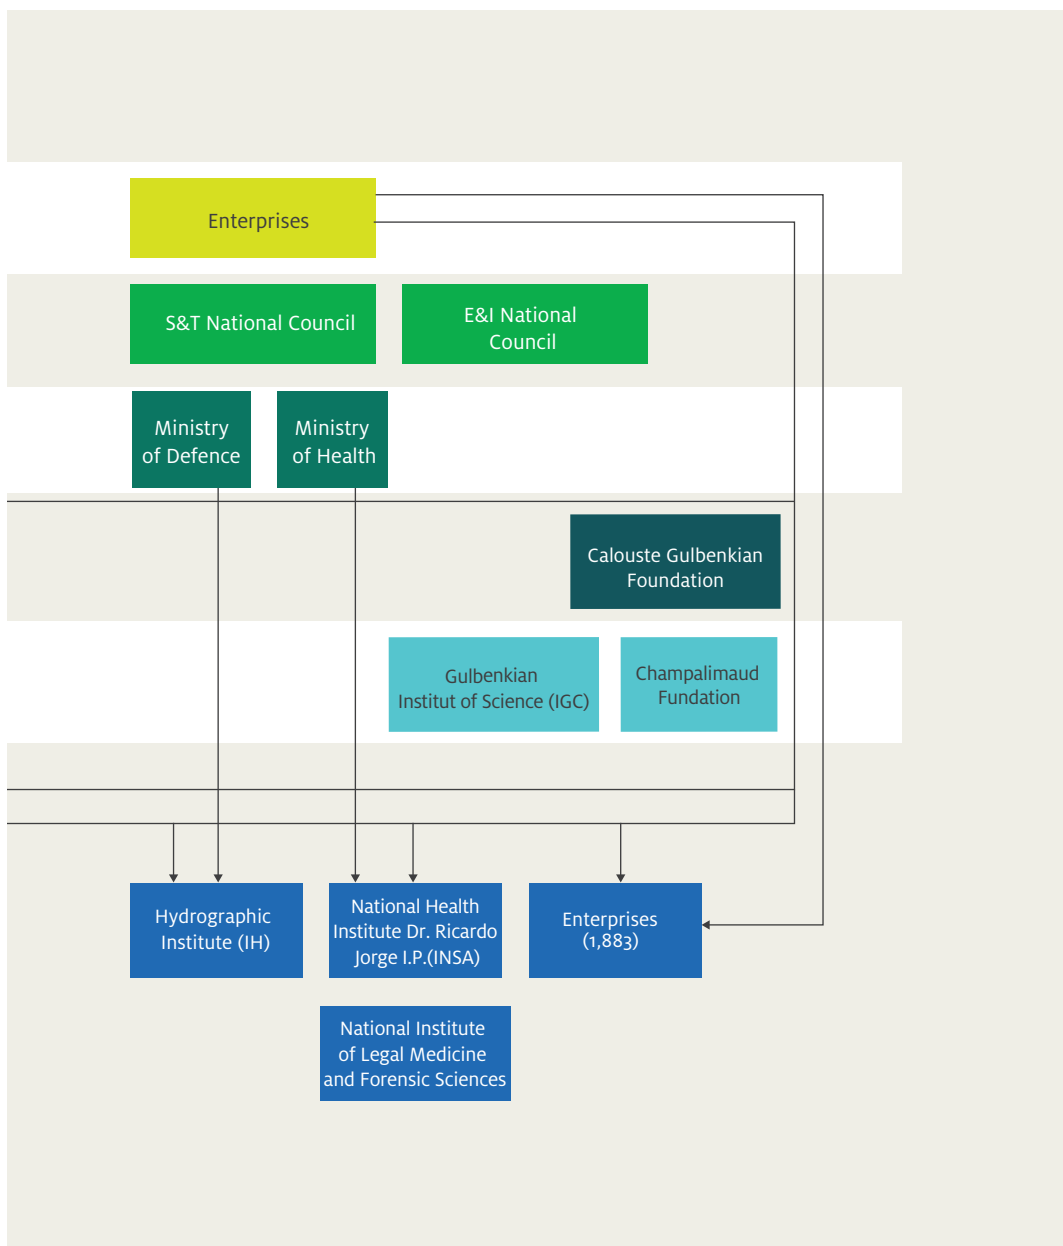 Enterprises
S&T National Council
E&I National
Council
Ministry
of Defence
Ministry
of Health
Calouste Gulbenkian
Foundation
Gulbenkian
Institut of Science (IGC)
Champalimaud
Fundation
Hydrographic
Institute (IH)
National Health
Institute Dr. Ricardo
Jorge I.P.(INSA)
Enterprises
(1,883)
National Institute
of Legal Medicine
and Forensic Sciences